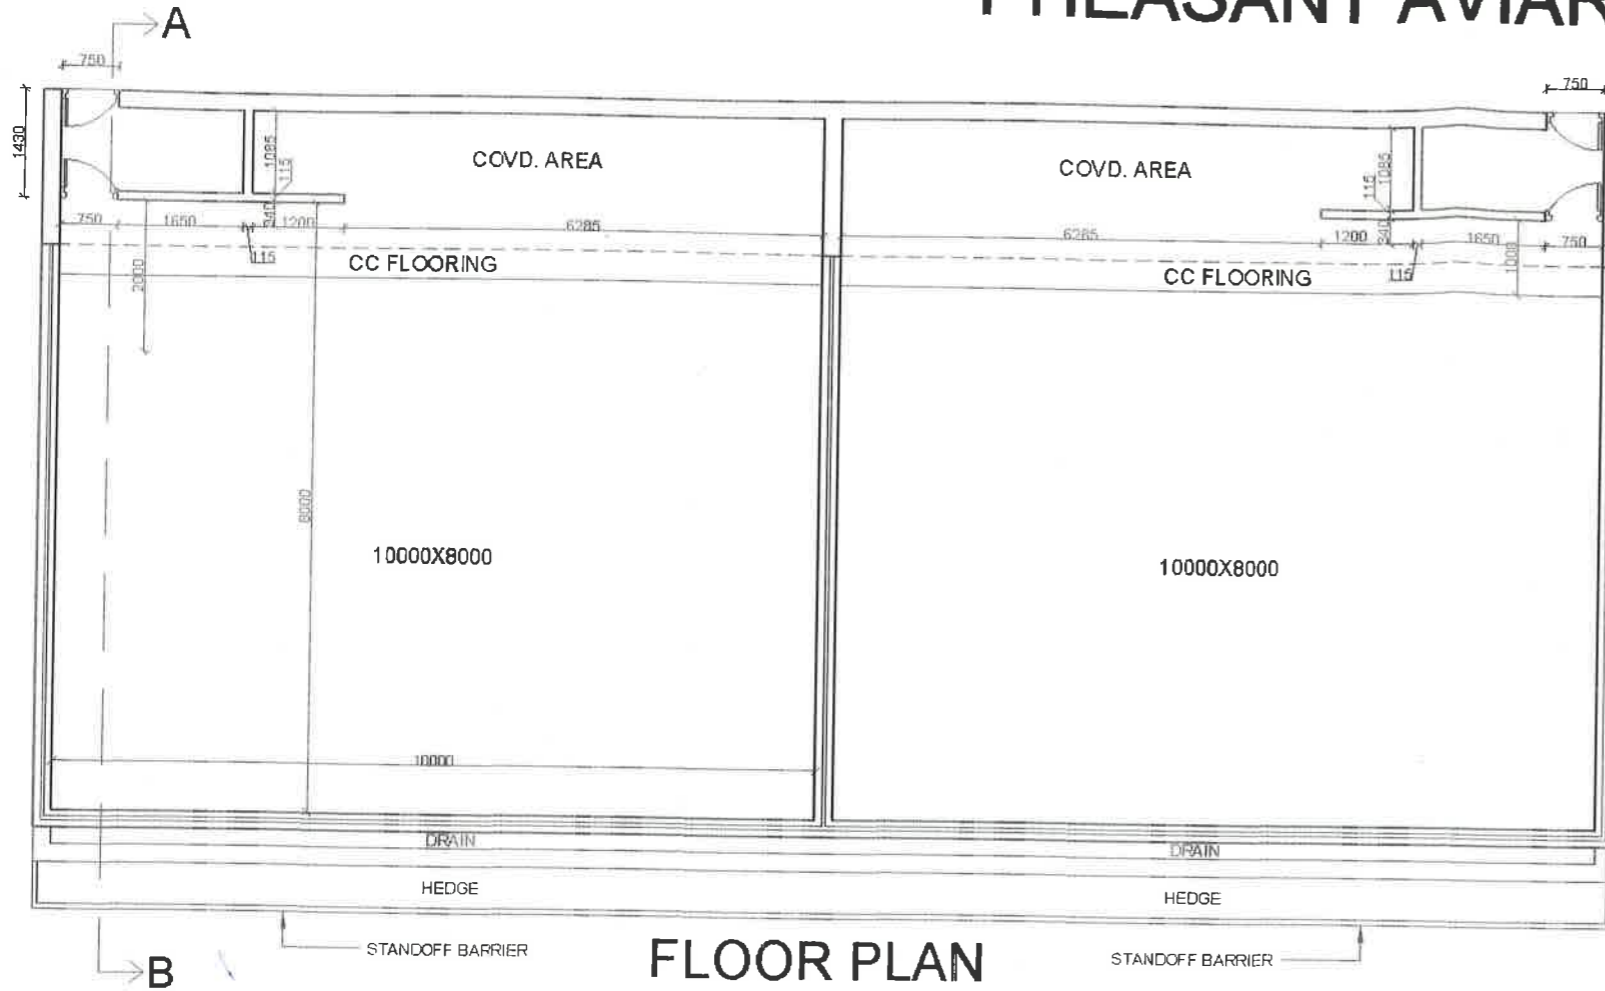 PHEASANT AVIAR
A
750
750
1430
1085
115
COVD. AREA
COVD. AREA
115
1085
750
1650
340
1200
6285
6285
1200
340
1650
750
115
115
2000
1000
CC FLOORING
CC FLOORING
8000
10000X8000
10000X8000
10000
DRAIN
DRAIN
HEDGE
HEDGE
STANDOFF BARRIER
STANDOFF BARRIER
FLOOR PLAN
B